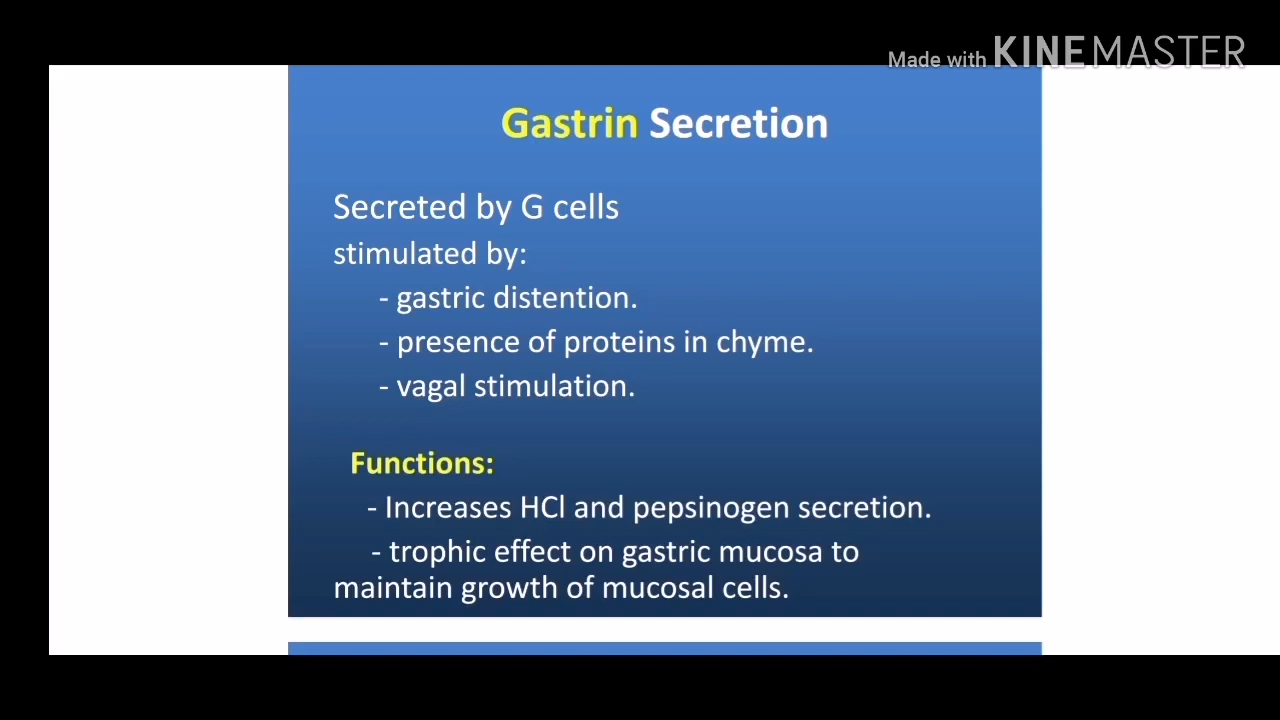 Made with KINEMASTER
Gastrin Secretion
Secreted by G cells
stimulated by:
- gastric distention.
- presence of proteins in chyme.
- vagal stimulation.
Functions:
- Increases HCl and pepsinogen secretion.
- trophic effect on gastric mucosa to
maintain growth of mucosal cells.